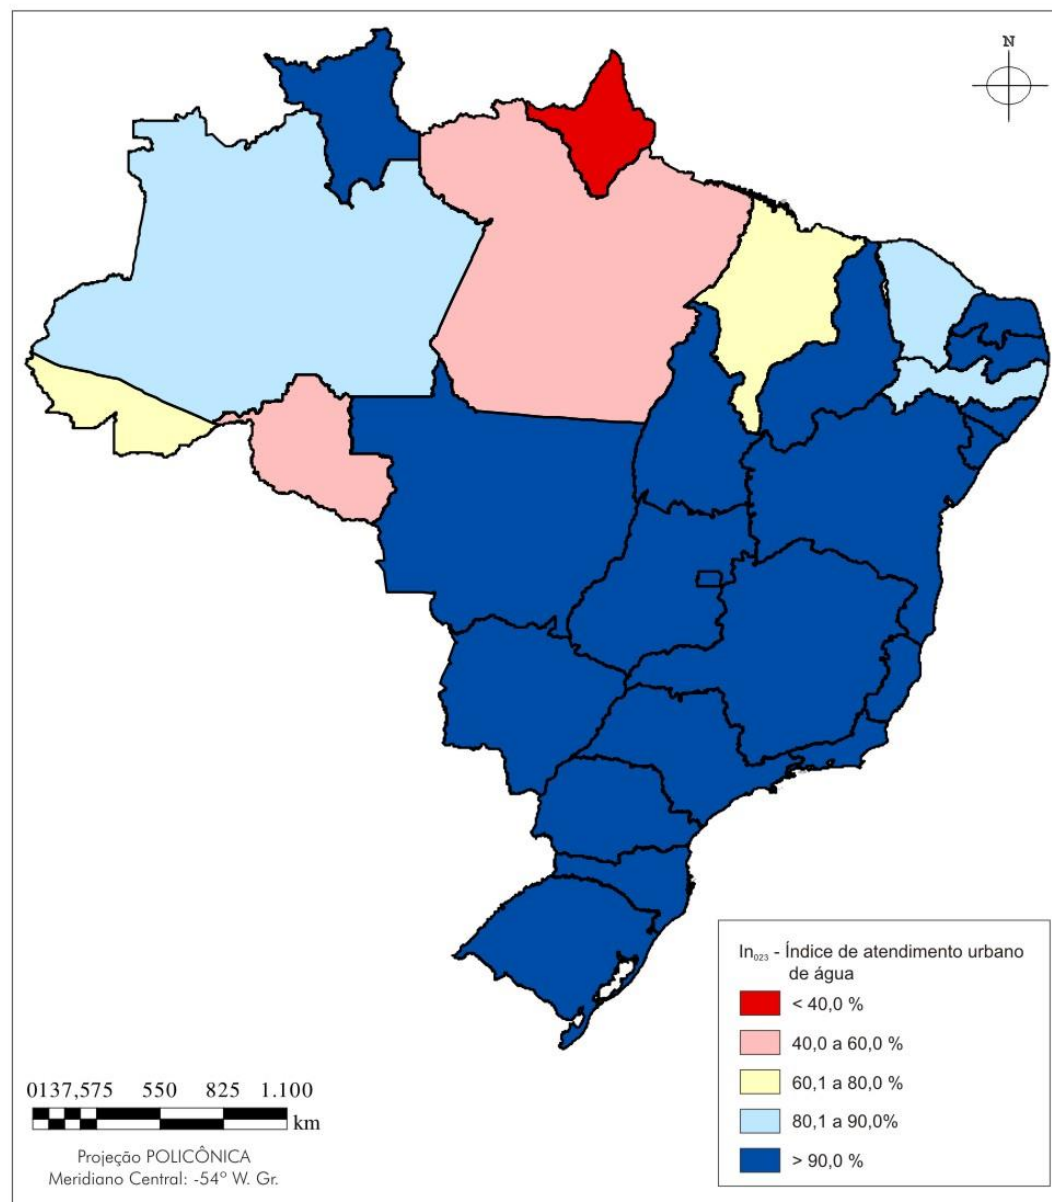 N
In023 - Índice de atendimento urbano
de água
< 40,0 %
40,0 a 60,0 %
60,1 a 80,0 %
80,1 a 90,0%
> 90,0 %
0137,575 550 825 1.100
km
Projeção POLICÔNICA
Meridiano Central: -54º W. Gr.